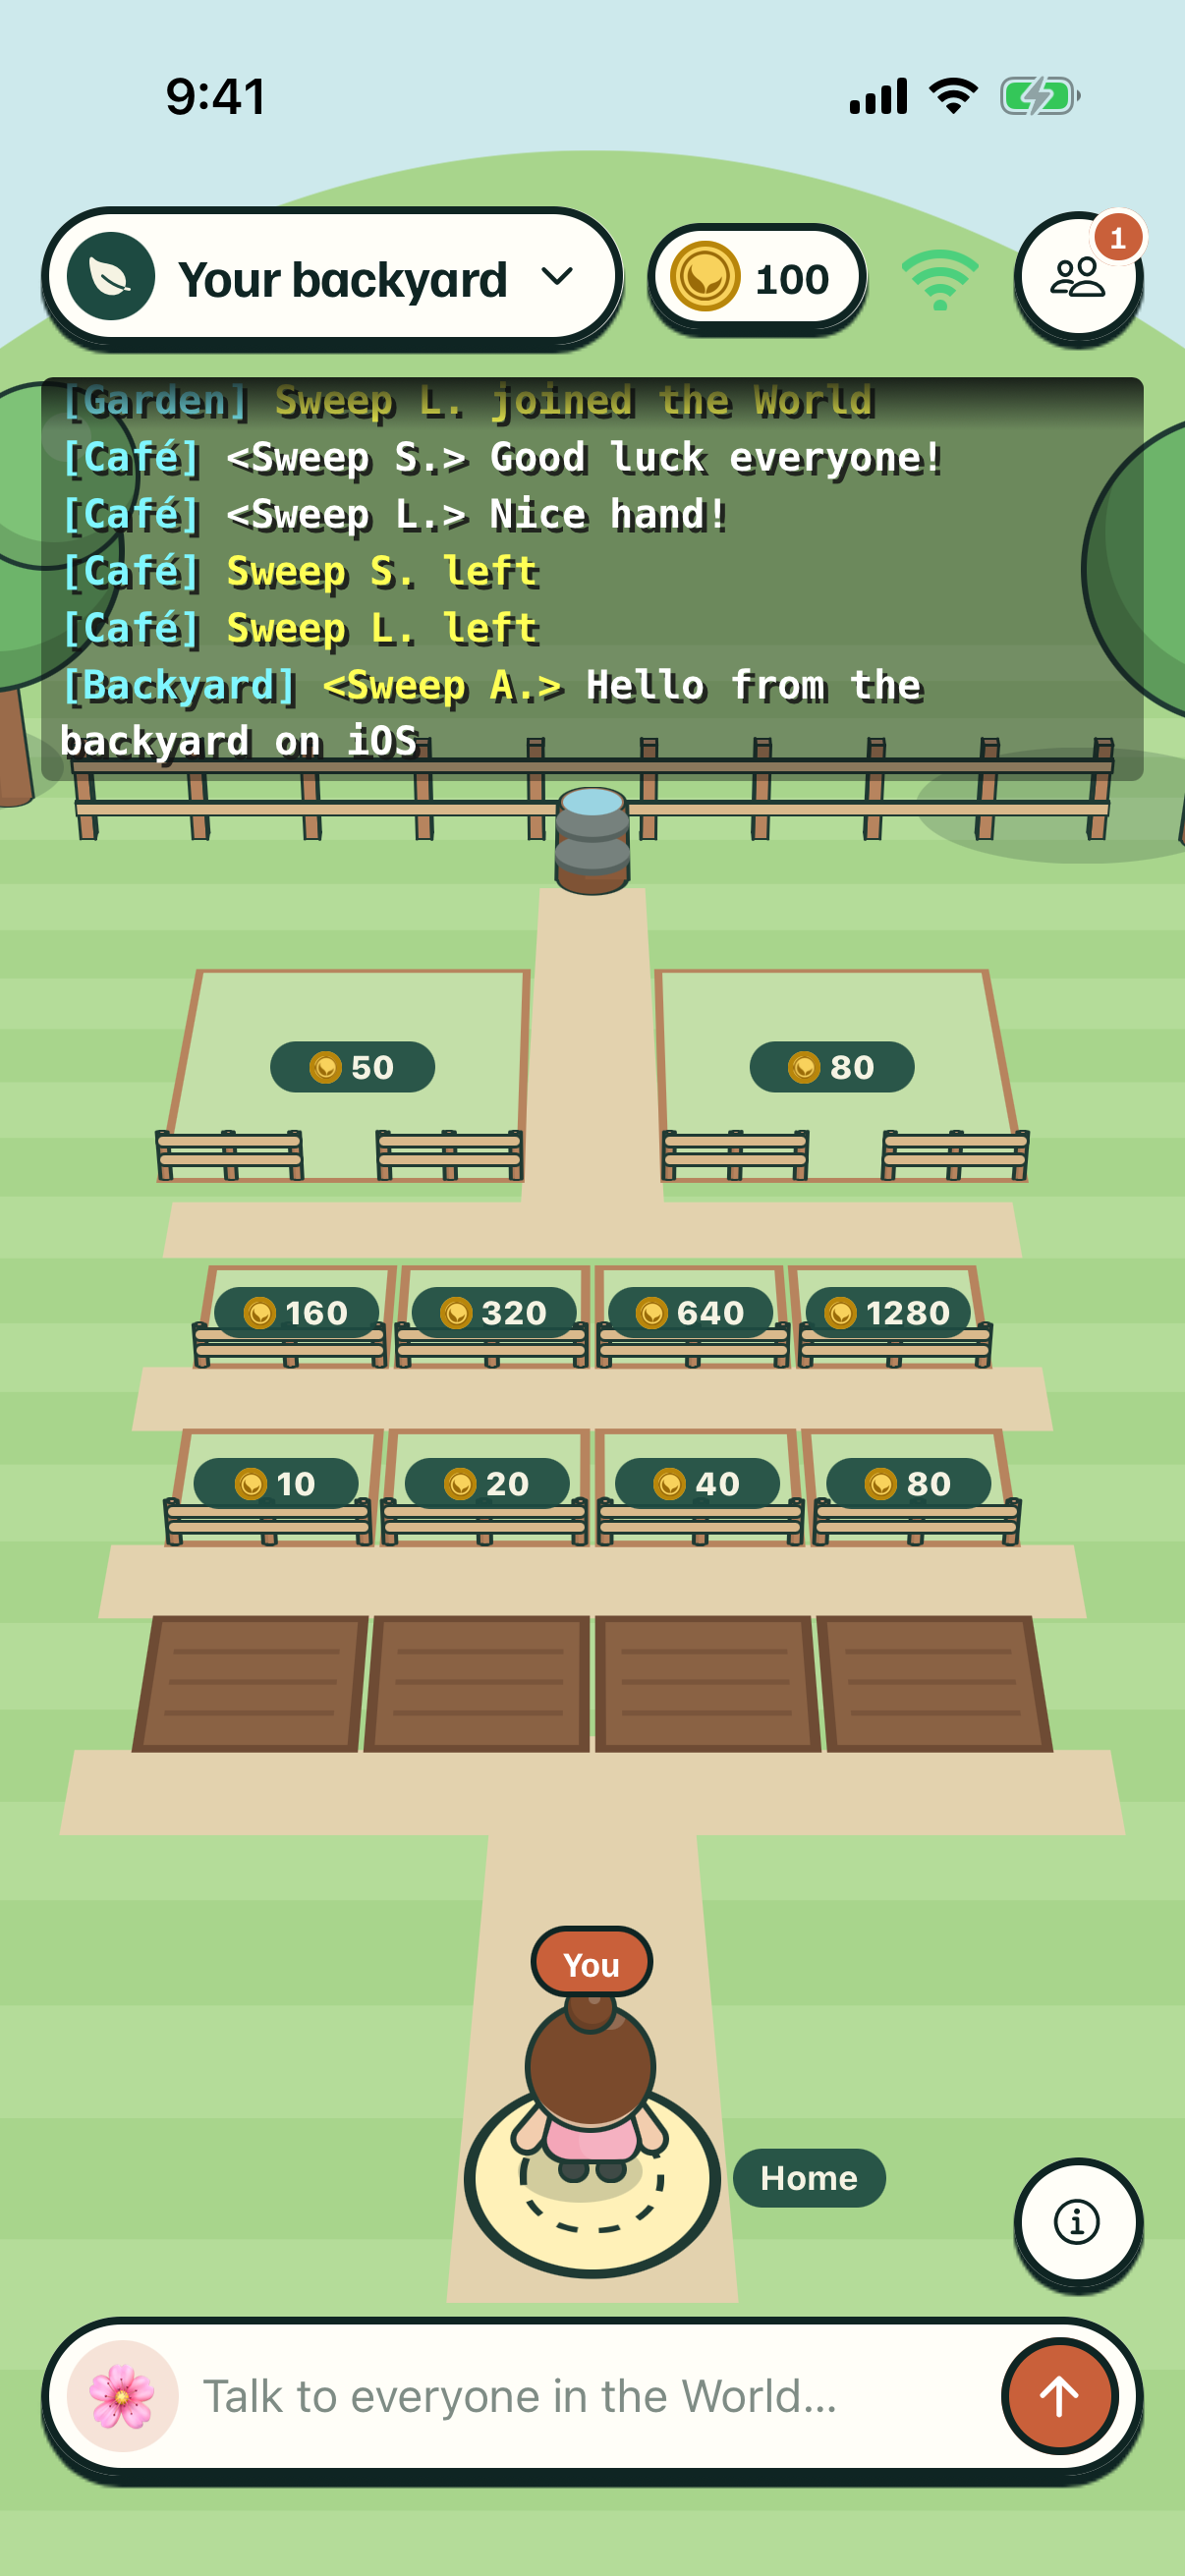 9:41
Your backyard
100
1
[Garden] Sweep L. joined the World
[Café] <Sweep S.> Good luck everyone!
[Café] <Sweep L.> Nice hand!
[Café] Sweep S. left
[Café] Sweep L. left
[Backyard] <Sweep A.> Hello from the
backyard on iOS
50
80
160
320
640
1280
10
20
40
80
You
Home
Talk to everyone in the World...